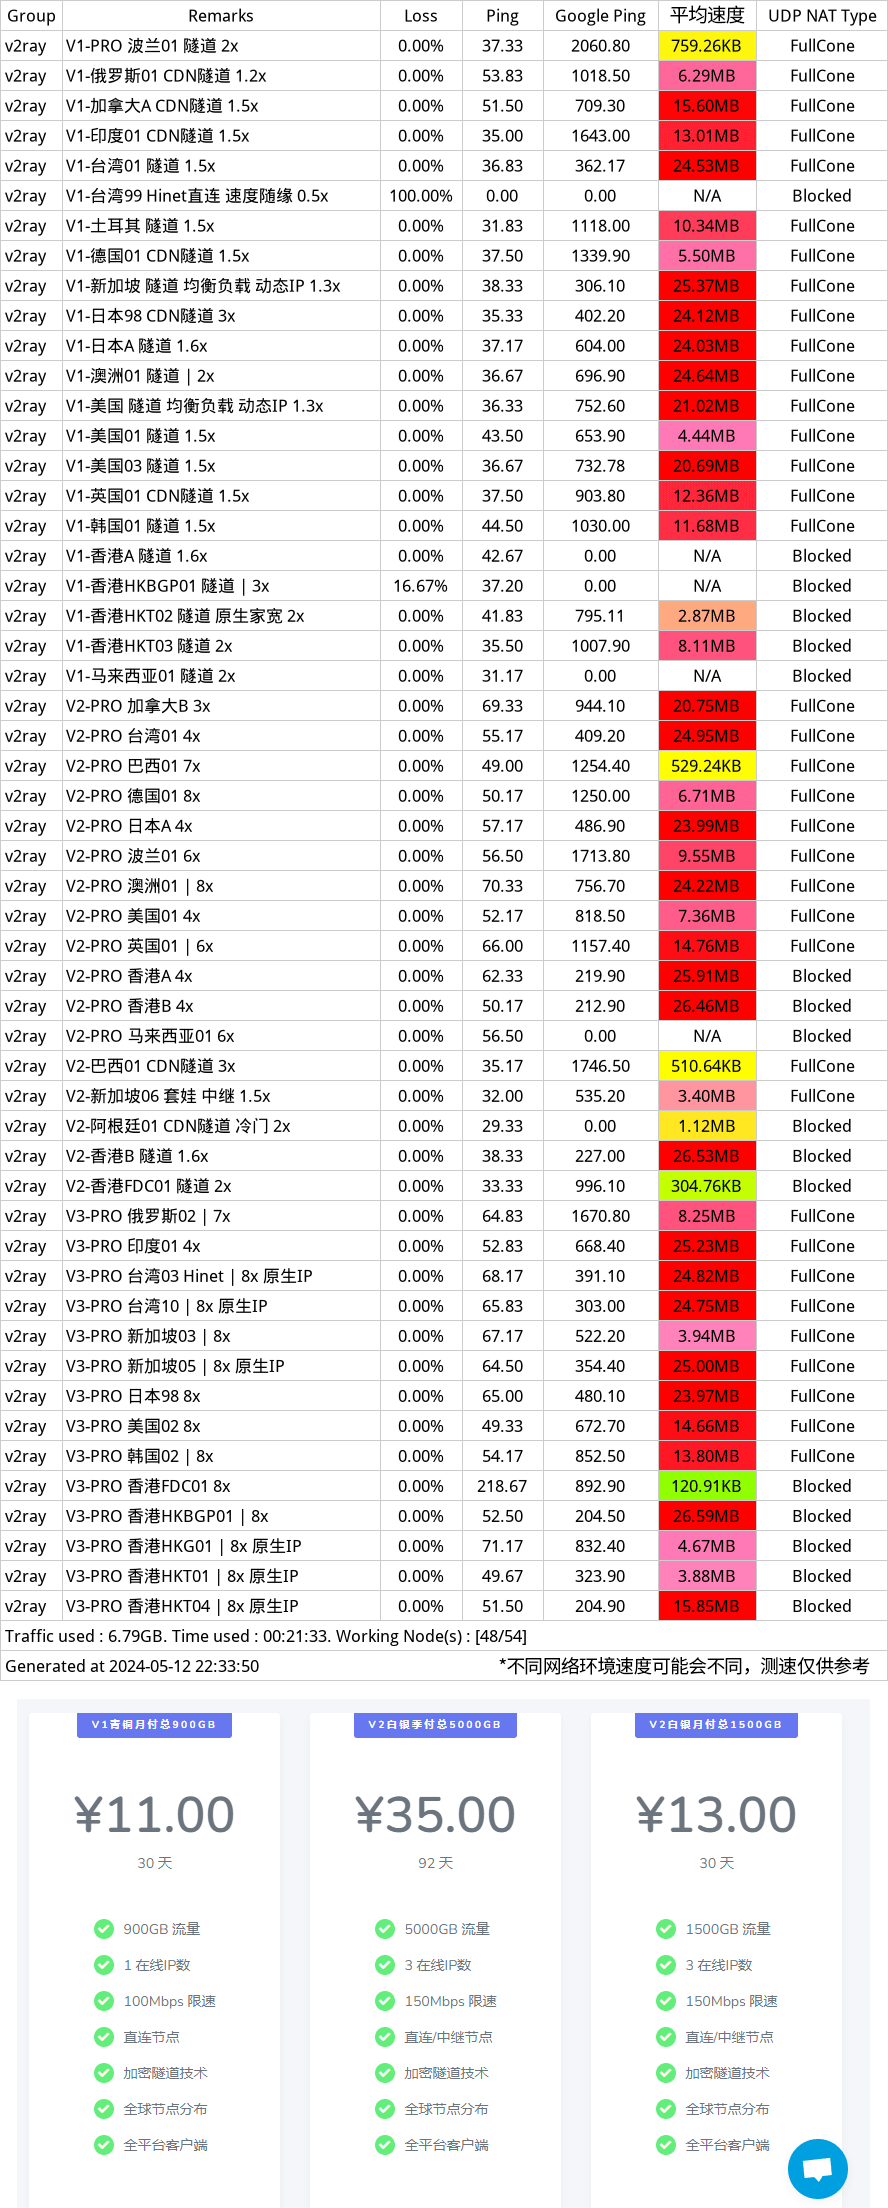 Group Remarks Loss Ping Google Ping 平均速度 UDP NAT Type
v2ray V1-PRO 波兰01 隧道 2x 0.00% 37.33 2060.80 759.26KB FullCone
v2ray V1-俄罗斯01 CDN隧道 1.2x 0.00% 53.83 1018.50 6.29MB FullCone
v2ray V1-加拿大A CDN隧道 1.5x 0.00% 51.50 709.30 15.60MB FullCone
v2ray V1-印度01 CDN隧道 1.5x 0.00% 35.00 1643.00 13.01MB FullCone
v2ray V1-台湾01 隧道 1.5x 0.00% 36.83 362.17 24.53MB FullCone
v2ray V1-台湾99 Hinet直连 速度随缘 0.5x 100.00% 0.00 0.00 N/A Blocked
v2ray V1-土耳其 隧道 1.5x 0.00% 31.83 1118.00 10.34MB FullCone
v2ray V1-德国01 CDN隧道 1.5x 0.00% 37.50 1339.90 5.50MB FullCone
v2ray V1-新加坡 隧道 均衡负载 动态IP 1.3x 0.00% 38.33 306.10 25.37MB FullCone
v2ray V1-日本98 CDN隧道 3x 0.00% 35.33 402.20 24.12MB FullCone
v2ray V1-日本A 隧道 1.6x 0.00% 37.17 604.00 24.03MB FullCone
v2ray V1-澳洲01 隧道 | 2x 0.00% 36.67 696.90 24.64MB FullCone
v2ray V1-美国 隧道 均衡负载 动态IP 1.3x 0.00% 36.33 752.60 21.02MB FullCone
v2ray V1-美国01 隧道 1.5x 0.00% 43.50 653.90 4.44MB FullCone
v2ray V1-美国03 隧道 1.5x 0.00% 36.67 732.78 20.69MB FullCone
v2ray V1-英国01 CDN隧道 1.5x 0.00% 37.50 903.80 12.36MB FullCone
v2ray V1-韩国01 隧道 1.5x 0.00% 44.50 1030.00 11.68MB FullCone
v2ray V1-香港A 隧道 1.6x 0.00% 42.67 0.00 N/A Blocked
v2ray V1-香港HKBGP01 隧道 | 3x 16.67% 37.20 0.00 N/A Blocked
v2ray V1-香港HKT02 隧道 原生家宽 2x 0.00% 41.83 795.11 2.87MB Blocked
v2ray V1-香港HKT03 隧道 2x 0.00% 35.50 1007.90 8.11MB Blocked
v2ray V1-马来西亚01 隧道 2x 0.00% 31.17 0.00 N/A Blocked
v2ray V2-PRO 加拿大B 3x 0.00% 69.33 944.10 20.75MB FullCone
v2ray V2-PRO 台湾01 4x 0.00% 55.17 409.20 24.95MB FullCone
v2ray V2-PRO 巴西01 7x 0.00% 49.00 1254.40 529.24KB FullCone
v2ray V2-PRO 德国01 8x 0.00% 50.17 1250.00 6.71MB FullCone
v2ray V2-PRO 日本A 4x 0.00% 57.17 486.90 23.99MB FullCone
v2ray V2-PRO 波兰01 6x 0.00% 56.50 1713.80 9.55MB FullCone
v2ray V2-PRO 澳洲01 | 8x 0.00% 70.33 756.70 24.22MB FullCone
v2ray V2-PRO 美国01 4x 0.00% 52.17 818.50 7.36MB FullCone
v2ray V2-PRO 英国01 | 6x 0.00% 66.00 1157.40 14.76MB FullCone
v2ray V2-PRO 香港A 4x 0.00% 62.33 219.90 25.91MB Blocked
v2ray V2-PRO 香港B 4x 0.00% 50.17 212.90 26.46MB Blocked
v2ray V2-PRO 马来西亚01 6x 0.00% 56.50 0.00 N/A Blocked
v2ray V2-巴西01 CDN隧道 3x 0.00% 35.17 1746.50 510.64KB FullCone
v2ray V2-新加坡06 套娃 中继 1.5x 0.00% 32.00 535.20 3.40MB FullCone
v2ray V2-阿根廷01 CDN隧道 冷门 2x 0.00% 29.33 0.00 1.12MB Blocked
v2ray V2-香港B 隧道 1.6x 0.00% 38.33 227.00 26.53MB Blocked
v2ray V2-香港FDC01 隧道 2x 0.00% 33.33 996.10 304.76KB Blocked
v2ray V3-PRO 俄罗斯02 | 7x 0.00% 64.83 1670.80 8.25MB FullCone
v2ray V3-PRO 印度01 4x 0.00% 52.83 668.40 25.23MB FullCone
v2ray V3-PRO 台湾03 Hinet | 8x 原生IP 0.00% 68.17 391.10 24.82MB FullCone
v2ray V3-PRO 台湾10 | 8x 原生IP 0.00% 65.83 303.00 24.75MB FullCone
v2ray V3-PRO 新加坡03 | 8x 0.00% 67.17 522.20 3.94MB FullCone
v2ray V3-PRO 新加坡05 | 8x 原生IP 0.00% 64.50 354.40 25.00MB FullCone
v2ray V3-PRO 日本98 8x 0.00% 65.00 480.10 23.97MB FullCone
v2ray V3-PRO 美国02 8x 0.00% 49.33 672.70 14.66MB FullCone
v2ray V3-PRO 韩国02 | 8x 0.00% 54.17 852.50 13.80MB FullCone
v2ray V3-PRO 香港FDC01 8x 0.00% 218.67 892.90 120.91KB Blocked
v2ray V3-PRO 香港HKBGP01 | 8x 0.00% 52.50 204.50 26.59MB Blocked
v2ray V3-PRO 香港HKG01 | 8x 原生IP 0.00% 71.17 832.40 4.67MB Blocked
v2ray V3-PRO 香港HKT01 | 8x 原生IP 0.00% 49.67 323.90 3.88MB Blocked
v2ray V3-PRO 香港HKT04 | 8x 原生IP 0.00% 51.50 204.90 15.85MB Blocked
Traffic used : 6.79GB. Time used : 00:21:33. Working Node(s) : [48/54]
Generated at 2024-05-12 22:33:50 *不同网络环境速度可能会不同，测速仅供参考
V1青铜月付总900GB
¥11.00
30 天
900GB 流量
1 在线IP数
100Mbps 限速
直连节点
加密隧道技术
全球节点分布
全平台客户端
V2白银季付总5000GB
¥35.00
92 天
5000GB 流量
3 在线IP数
150Mbps 限速
直连/中继节点
加密隧道技术
全球节点分布
全平台客户端
V2白银月付总1500GB
¥13.00
30 天
1500GB 流量
3 在线IP数
150Mbps 限速
直连/中继节点
加密隧道技术
全球节点分布
全平台客户端